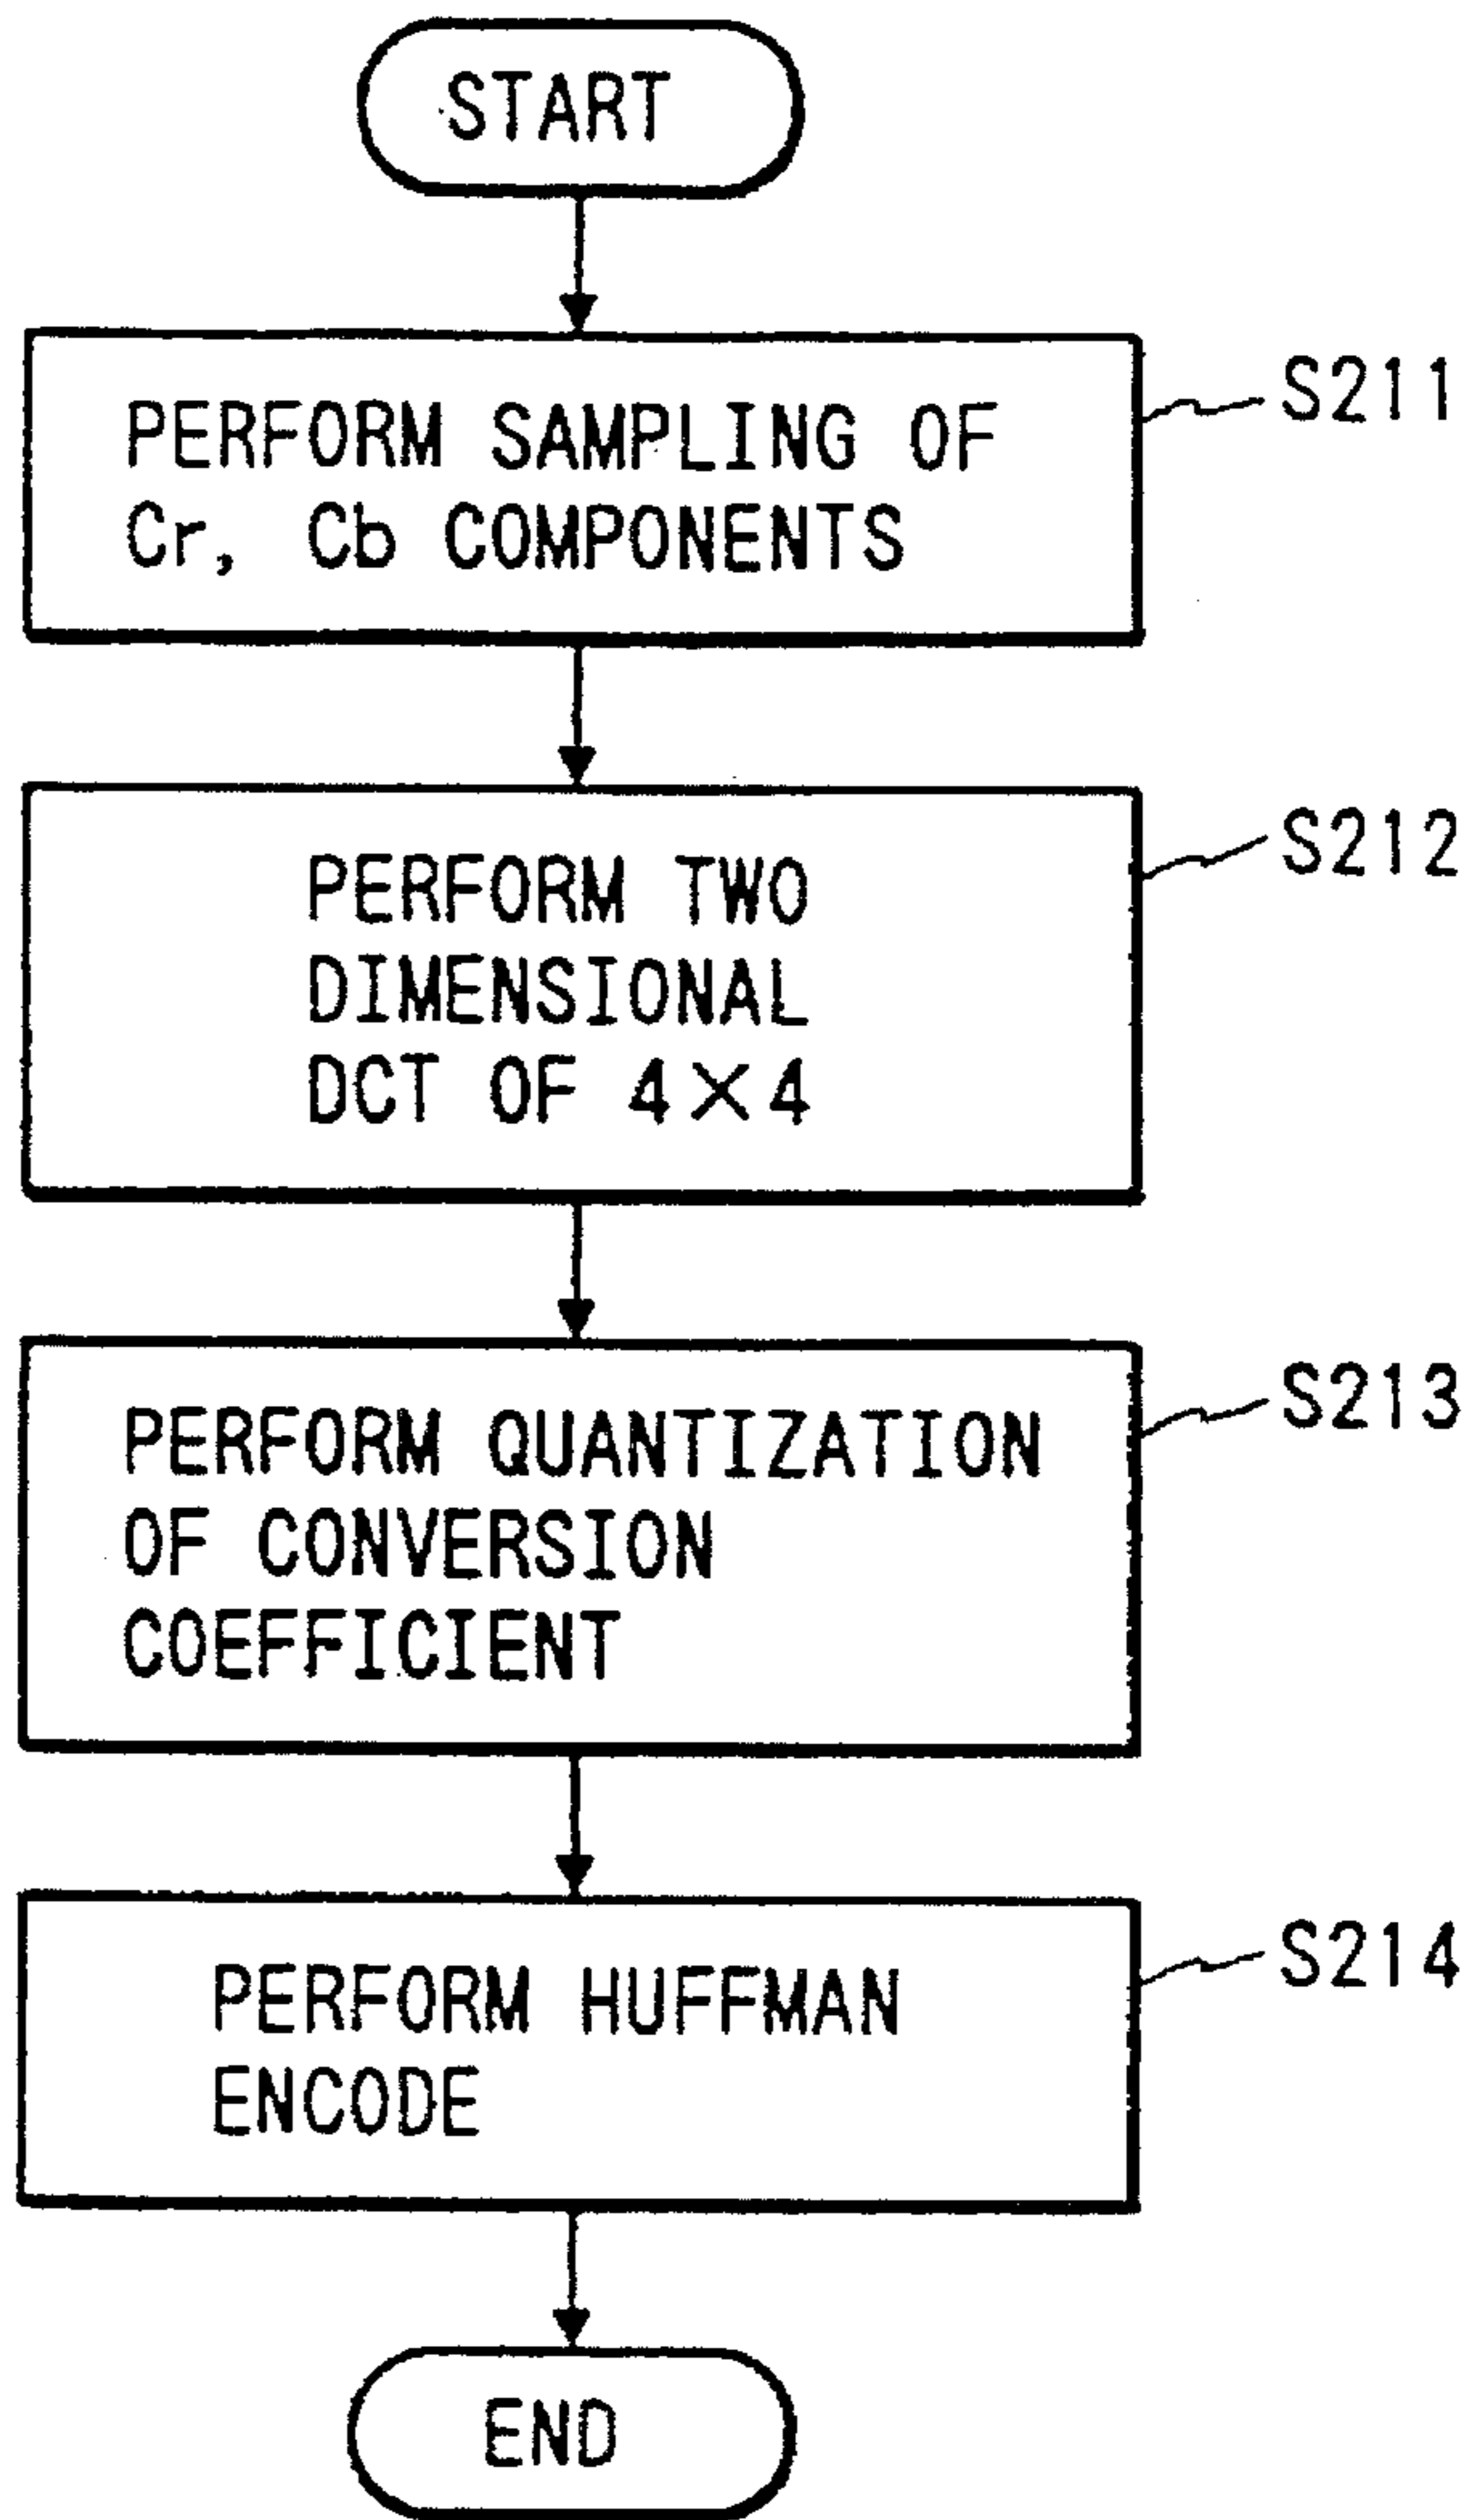 START
PERFORM SAMPLING OF
Cr, Cb COMPONENTS
S211
PERFORM TWO
DIMENSIONAL
DCT OF 4×4
S212
PERFORM QUANTIZATION
OF CONVERSION
COEFFICIENT
S213
PERFORM HUFFMAN
ENCODE
S214
END